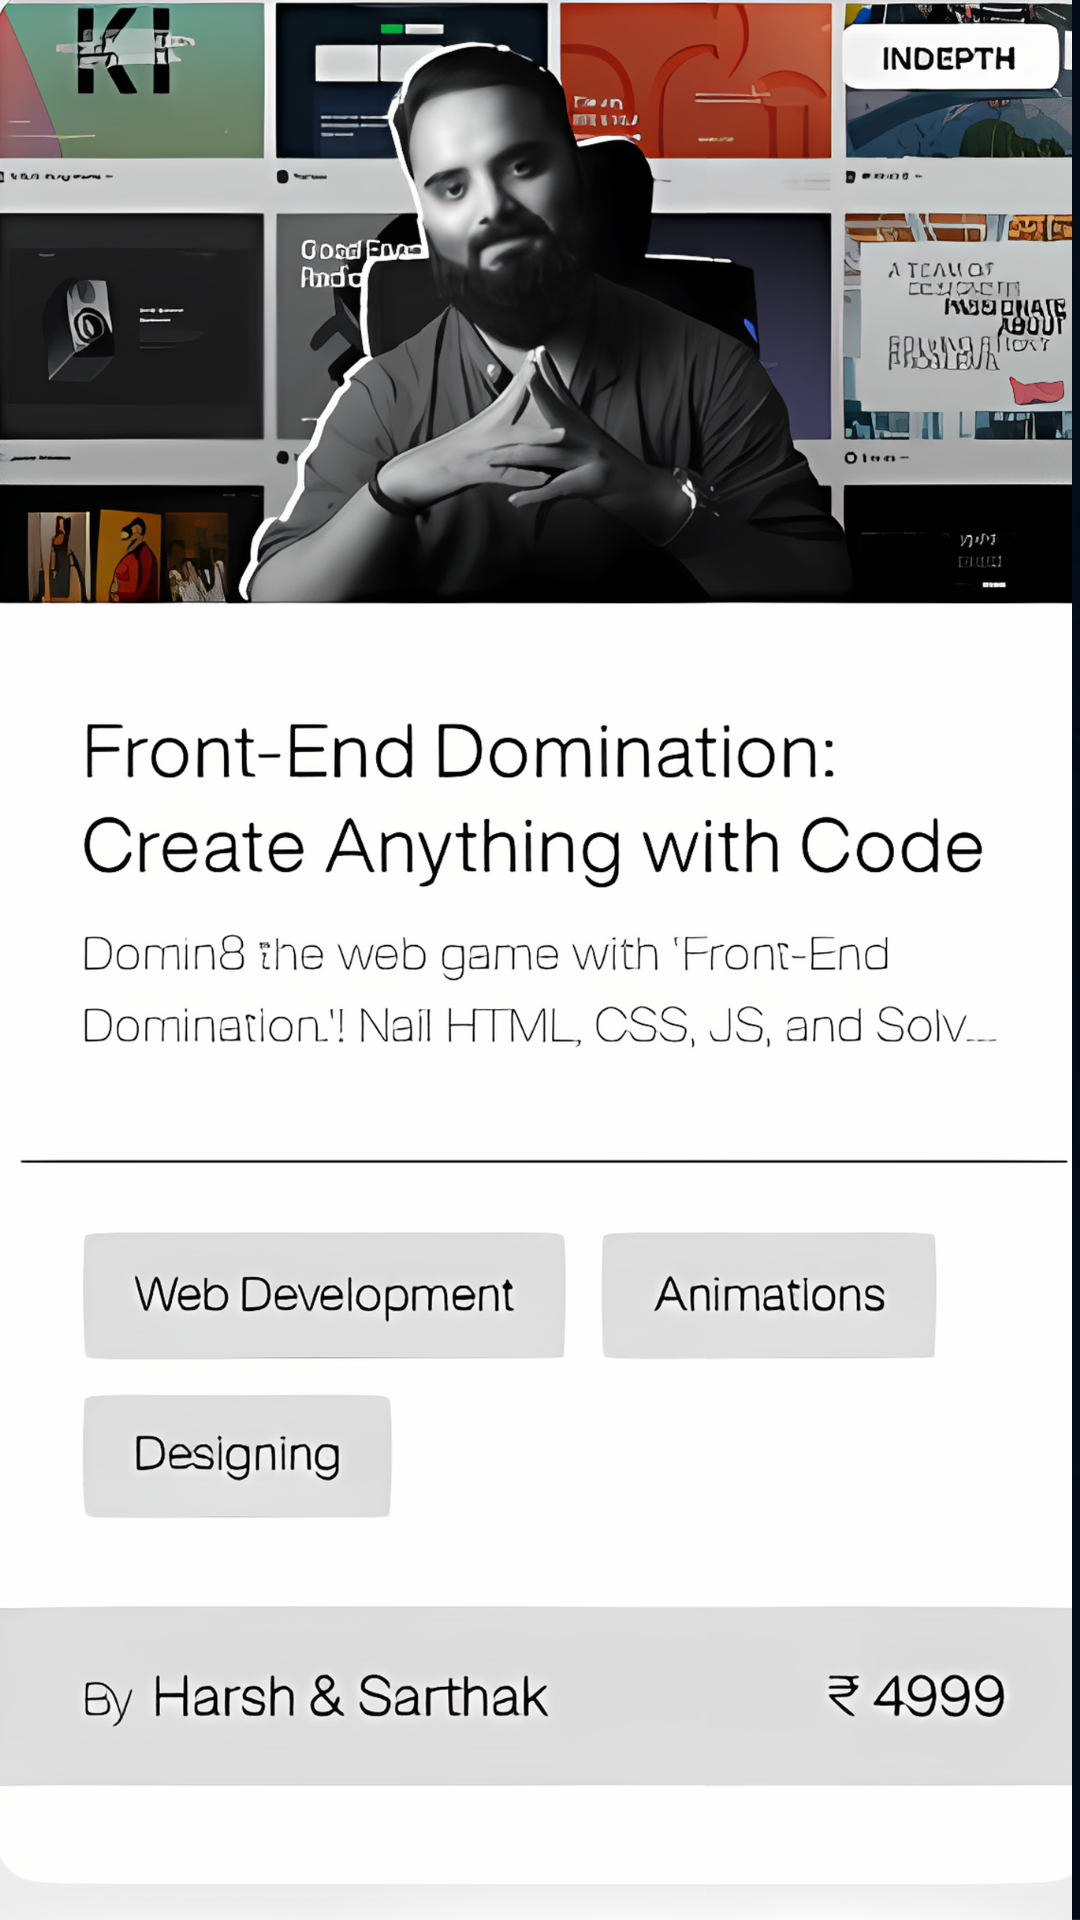 KI
INDEPTH
Front-End Domination:
Create Anything with Code
Domin8 the web game with 'Front-End
Domination.'! Nail HTML, CSS, JS, and Solv...
Web Development
Animations
Designing
By Harsh & Sarthak
₹ 4999